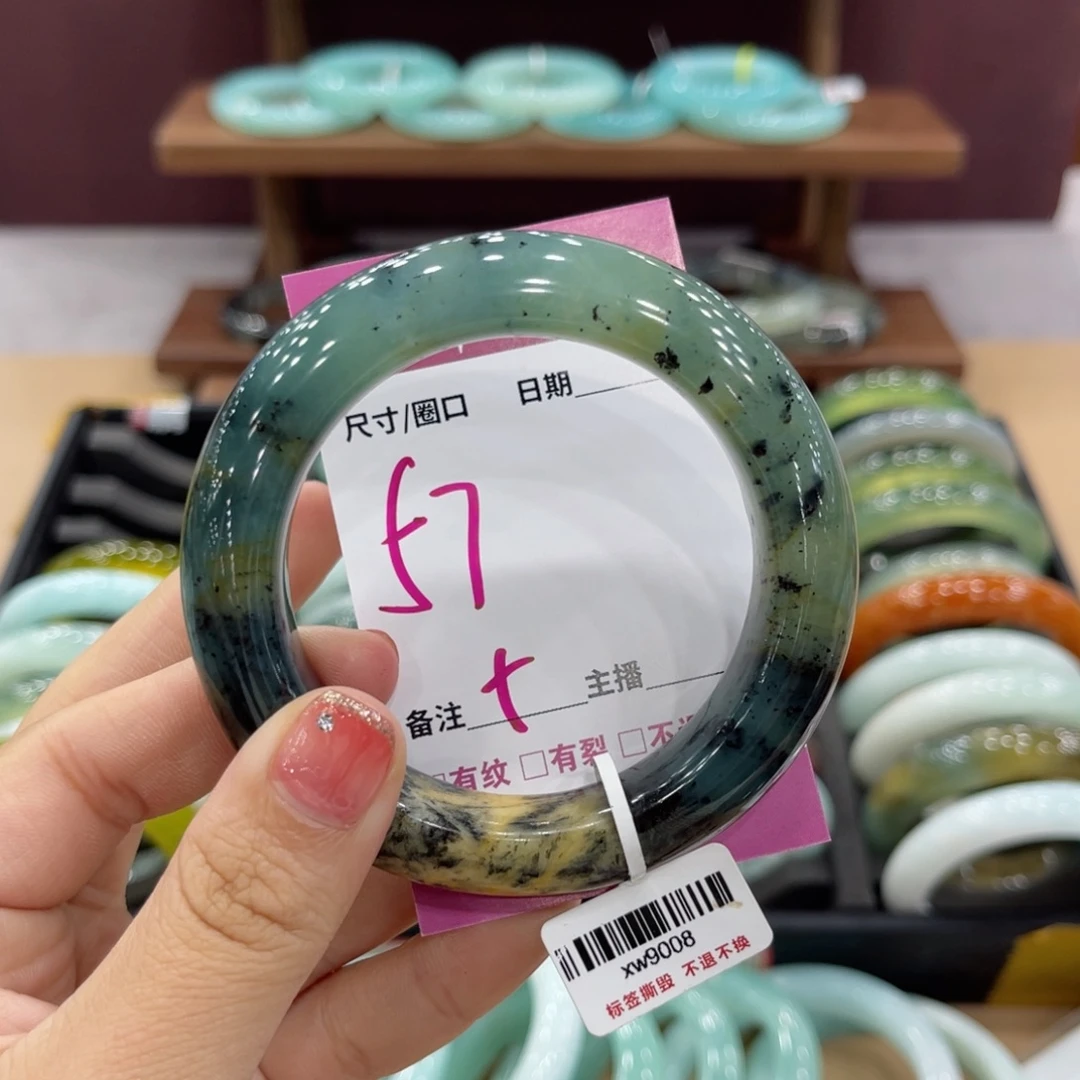 尺寸/圈口 日期
57
t
备注 主播
□有纹 □有裂 □不
xw9008
标签撕毁 不退不换